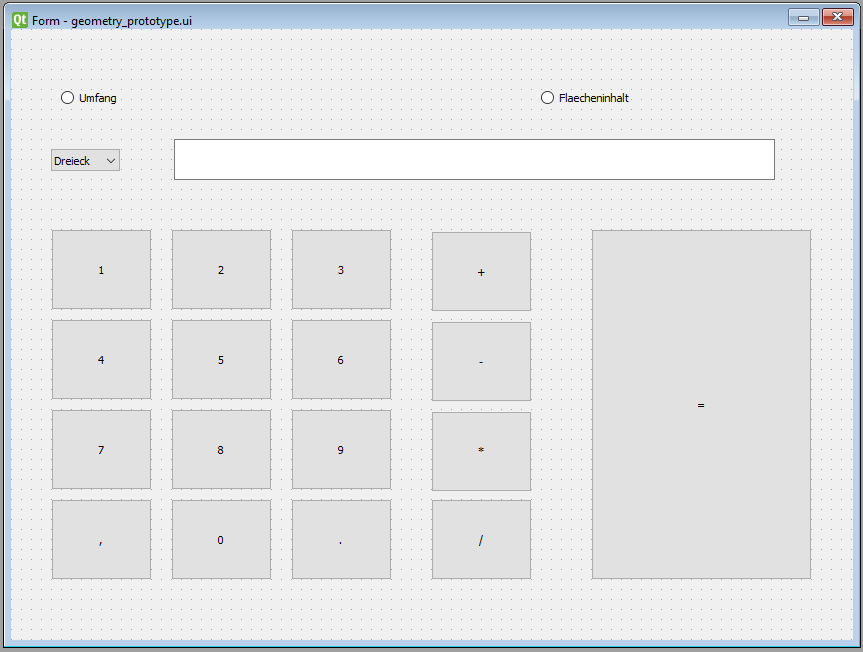 Qt Form - geometry_prototype.ui
Umfang Flaecheninhalt
Dreieck
1 2 3 +
4 5 6 -
=
7 8 9 *
, 0 . /